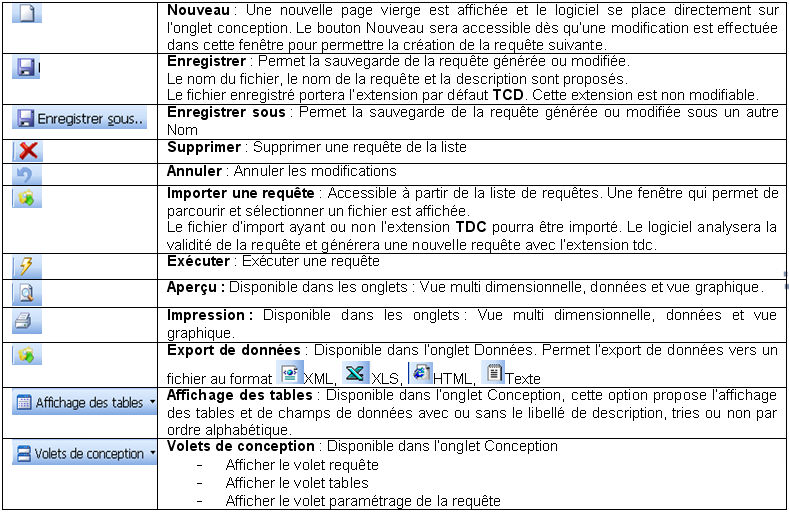 Nouveau : Une nouvelle page vierge est affichée et le logiciel se place directement sur
l'onglet conception. Le bouton Nouveau sera accessible dès qu'une modification est effectuée
dans cette fenêtre pour permettre la création de la requête suivante.
Enregistrer : Permet la sauvegarde de la requête générée ou modifiée.
Le nom du fichier, le nom de la requête et la description sont proposés.
Le fichier enregistré portera l'extension par défaut TCD. Cette extension est non modifiable.
Enregistrer sous..
Enregistrer sous : Permet la sauvegarde de la requête générée ou modifiée sous un autre
Nom
Supprimer : Supprimer une requête de la liste
Annuler : Annuler les modifications
Importer une requête : Accessible à partir de la liste de requêtes. Une fenêtre qui permet de
parcourir et sélectionner un fichier est affichée.
Le fichier d'import ayant ou non l'extension TDC pourra être importé. Le logiciel analysera la
validité de la requête et générera une nouvelle requête avec l'extension tdc.
Exécuter : Exécuter une requête
Aperçu : Disponible dans les onglets : Vue multi dimensionnelle, données et vue graphique.
Impression : Disponible dans les onglets : Vue multi dimensionnelle, données et vue
graphique.
Export de données : Disponible dans l'onglet Données. Permet l'export de données vers un
fichier au format XML, XLS, HTML, Texte
Affichage des tables
Affichage des tables : Disponible dans l'onglet Conception, cette option propose l'affichage
des tables et de champs de données avec ou sans le libellé de description, tries ou non par
ordre alphabétique.
Volets de conception
Volets de conception : Disponible dans l'onglet Conception
- Afficher le volet requête
- Afficher le volet tables
- Afficher le volet paramétrage de la requête